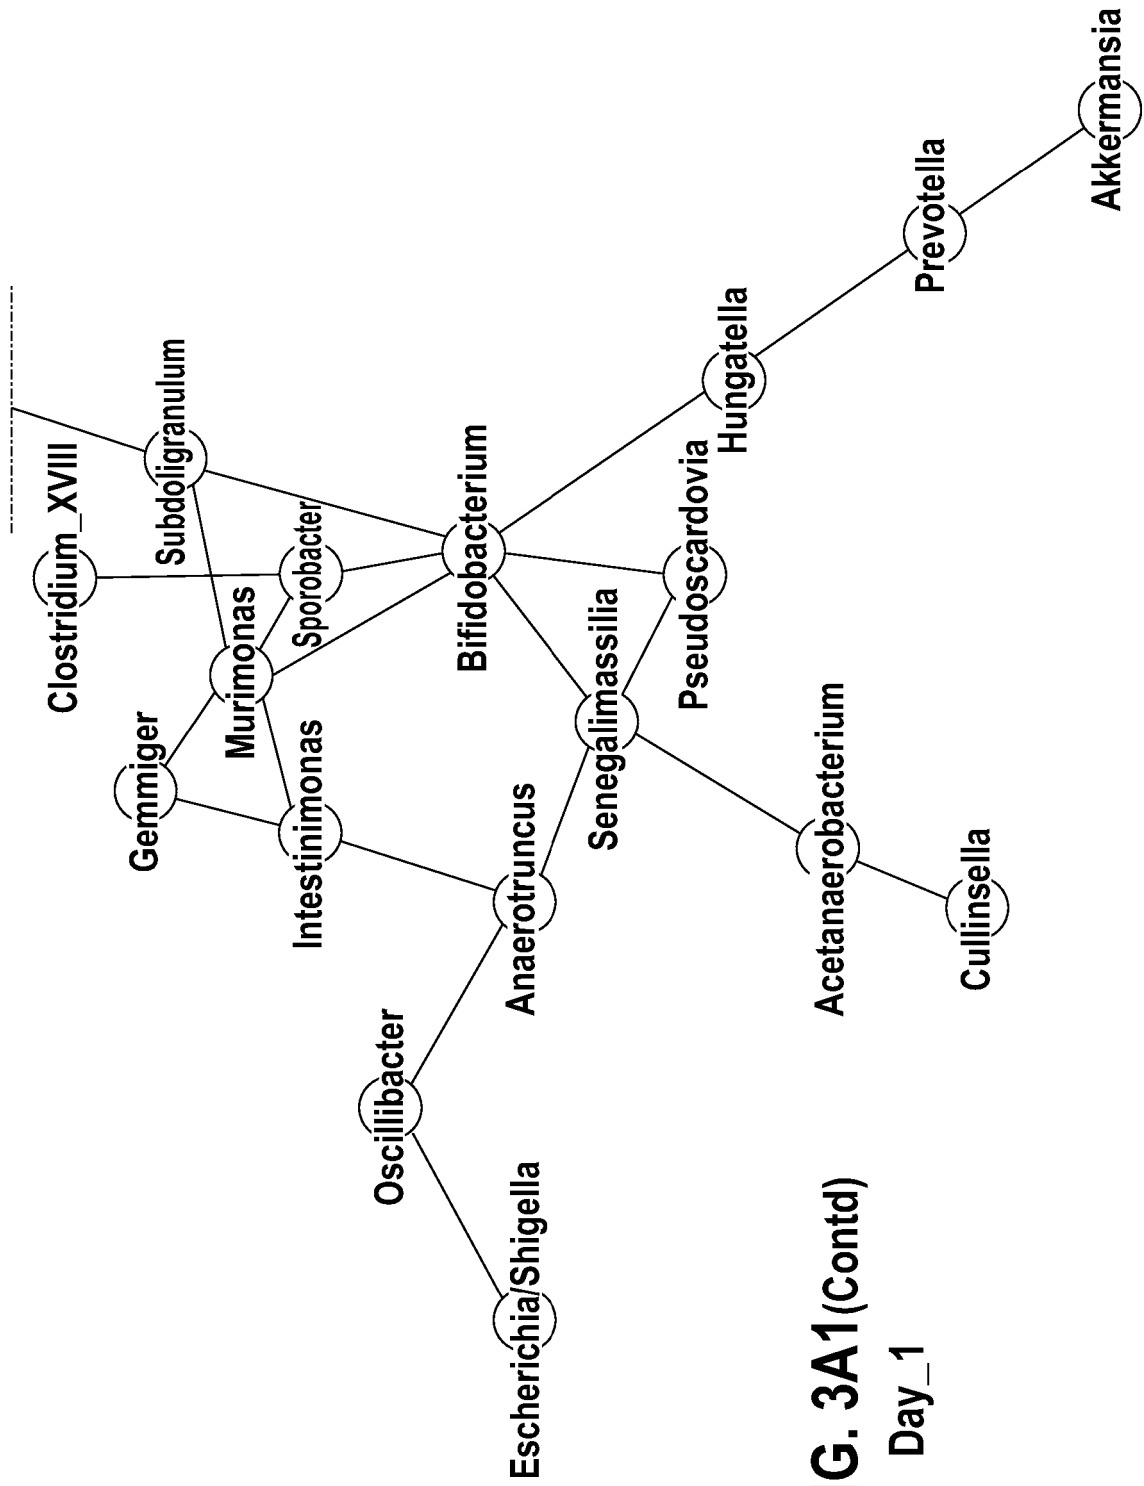 Clostridium_XVIII
Gemmiger
Subdoligranulum
Murimonas
Intestinimonas
Sporobacter
Oscillibacter
Bifidobacterium
Escherichia/Shigella
Anaerotruncus
Senegalimassilia
Pseudoscardovia
Hungatella
Acetanaerobacterium
Prevotella
Cullinsella
Akkermansia
G. 3A1(Contd)
Day_1